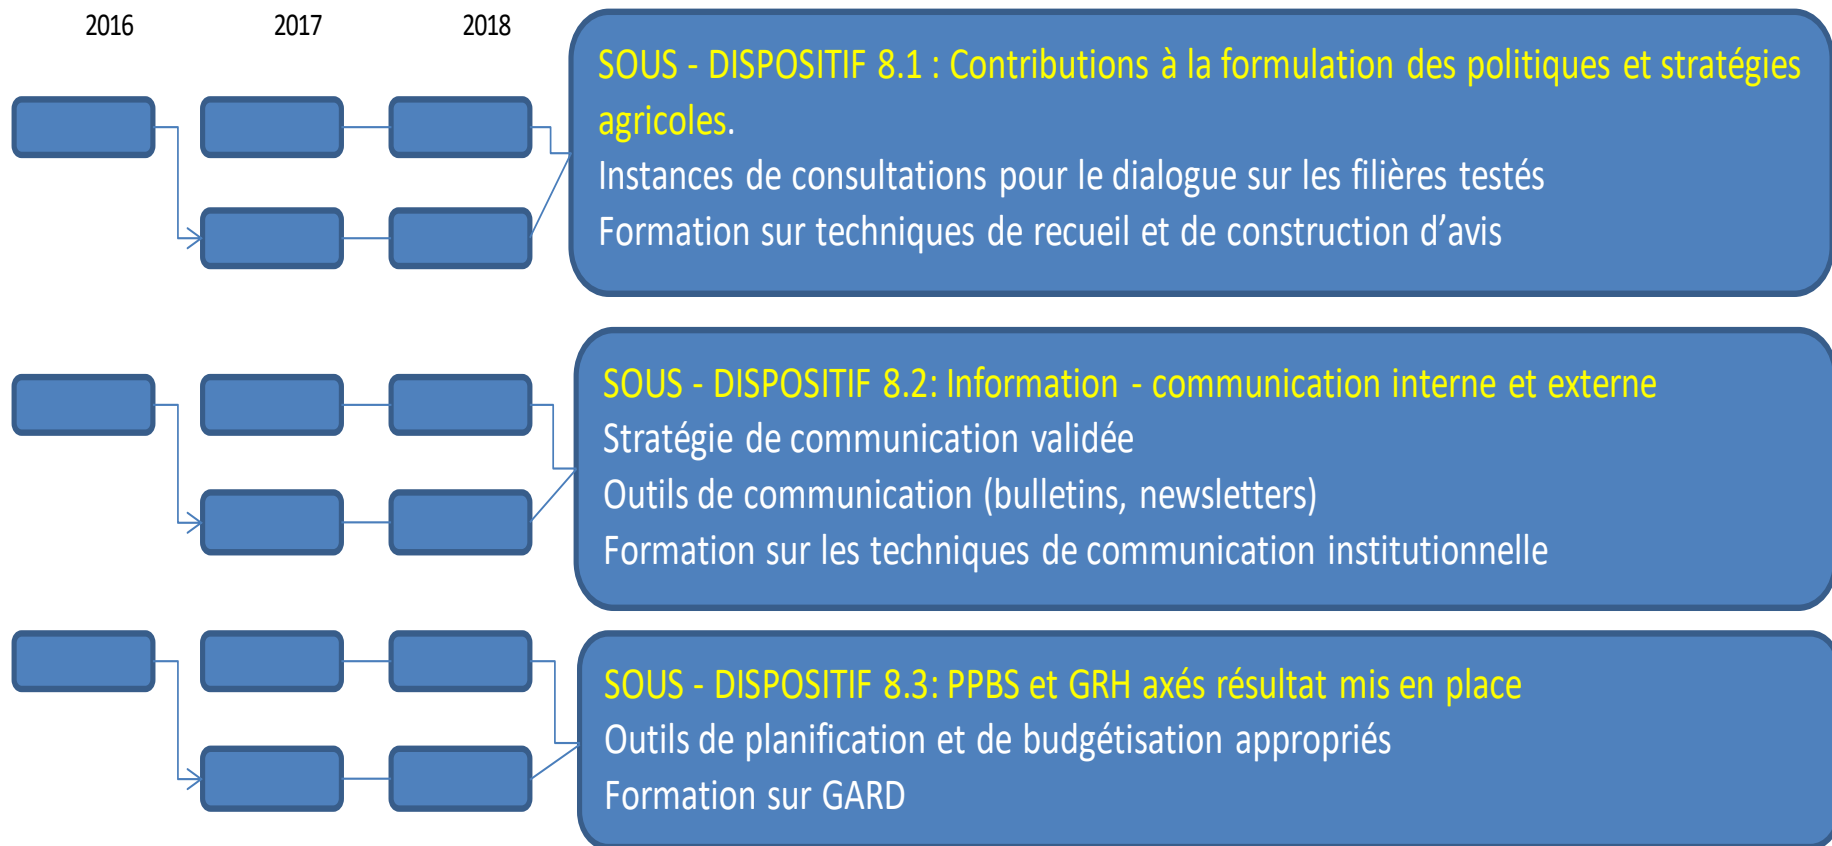 2016 2017 2018
SOUS - DISPOSITIF 8.1 : Contributions à la formulation des politiques et stratégies
agricoles.
Instances de consultations pour le dialogue sur les filières testés
Formation sur techniques de recueil et de construction d’avis
SOUS - DISPOSITIF 8.2: Information - communication interne et externe
Stratégie de communication validée
Outils de communication (bulletins, newsletters)
Formation sur les techniques de communication institutionnelle
SOUS - DISPOSITIF 8.3: PPBS et GRH axés résultat mis en place
Outils de planification et de budgétisation appropriés
Formation sur GARD